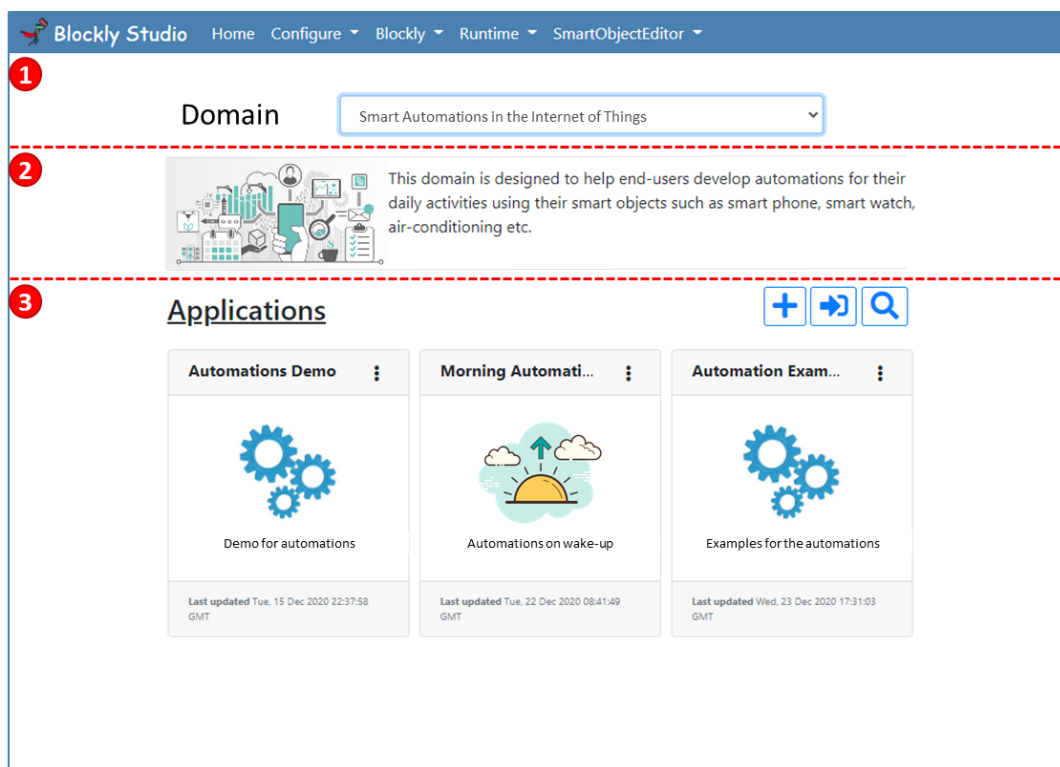 Blockly Studio Home Configure Blockly Runtime SmartObjectEditor
1
Domain Smart Automations in the Internet of Things
2
This domain is designed to help end-users develop automations for their
daily activities using their smart objects such as smart phone, smart watch,
air-conditioning etc.
3
Applications
Automations Demo
Demo for automations
Last updated Tue, 15 Dec 2020 22:37:58
GMT
Morning Automati...
Automations on wake-up
Last updated Tue, 22 Dec 2020 08:41:49
GMT
Automation Exam...
Examples for the automations
Last updated Wed, 23 Dec 2020 17:31:03
GMT